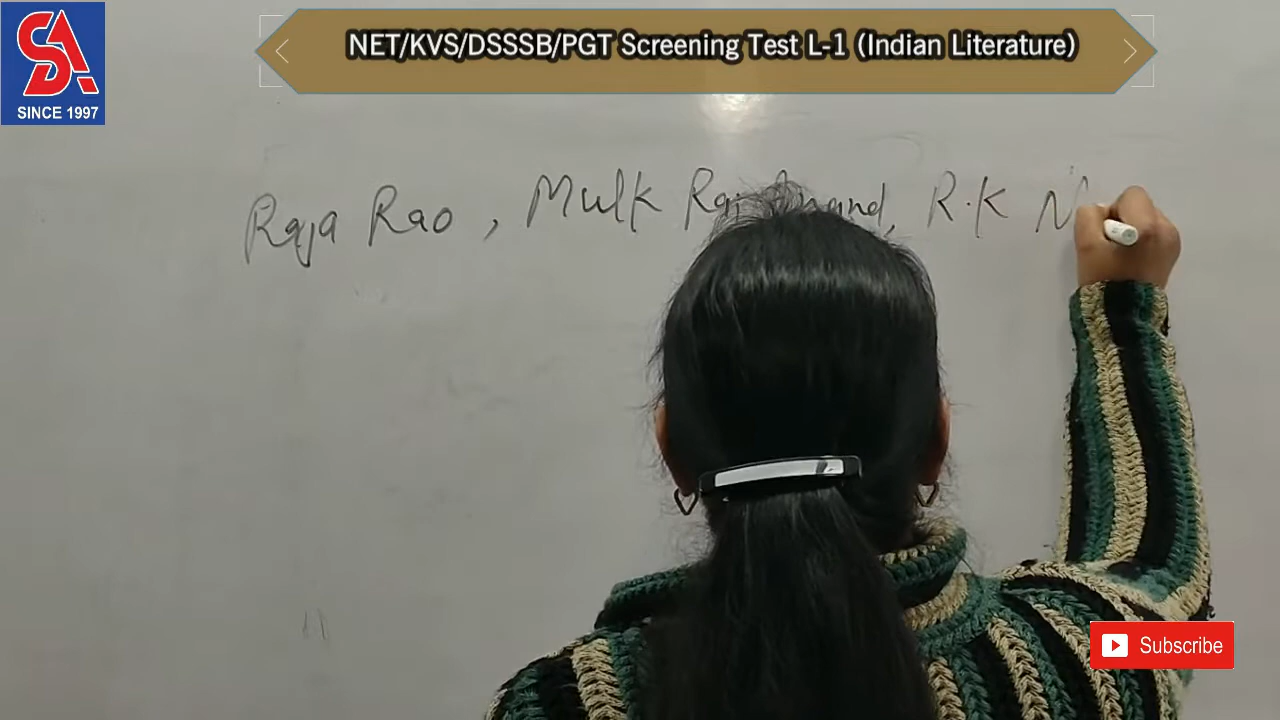 SA
SINCE 1997
NET/KVS/DSSSB/PGT Screening Test L-1 (Indian Literature)
Raja Rao , Mulk Raj Anand, R.K N
Subscribe